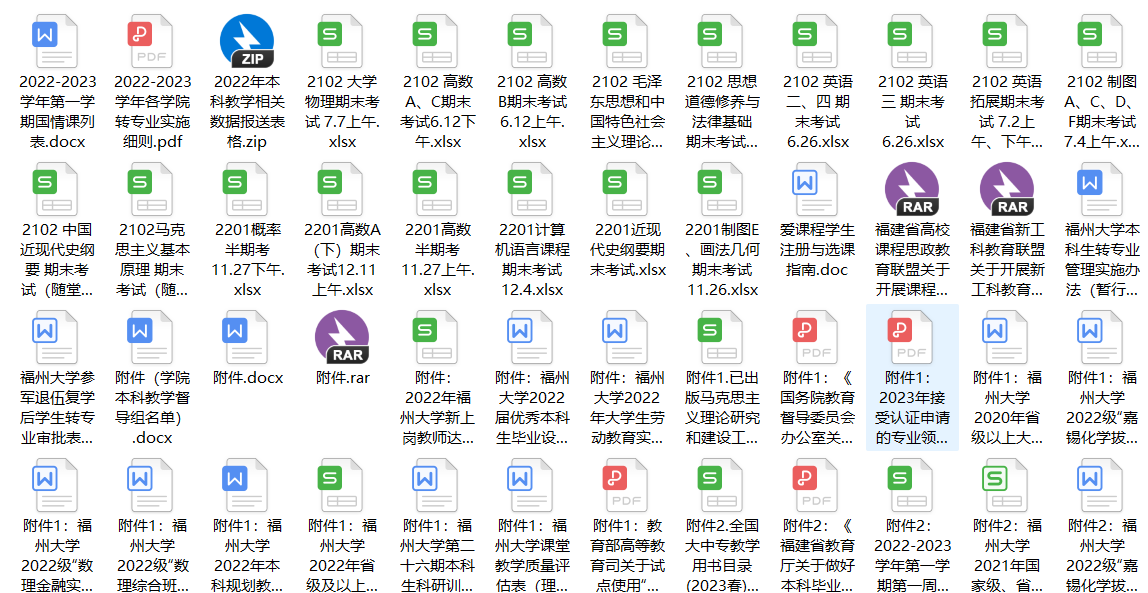 2022-2023
学年第一学
期国情课列
表.docx
PDF
2022-2023
学年各学院
转专业实施
细则.pdf
ZIP
2022年本
科教学相关
数据报送表
格.zip
2102 大学
物理期末考
试 7.7上午.
xlsx
2102 高数
A、C期末
考试6.12下
午.xlsx
2102 高数
B期末考试
6.12上午.
xlsx
2102 毛泽
东思想和中
国特色社会
主义理论...
2102 思想
道德修养与
法律基础
期末考试...
2102 英语
二、四 期
末考试
6.26.xlsx
2102 英语
三 期末考
试
6.26.xlsx
2102 英语
拓展期末考
试 7.2上
午、下午...
2102 制图
A、C、D、
F期末考试
7.4上午.x...
2102 中国
近现代史纲
要 期末考
试（随堂...
2102马克
思主义基本
原理 期末
考试（随...
2201概率
半期考
11.27下午.
xlsx
2201高数A
（下）期末
考试12.11
上午.xlsx
2201高数
半期考
11.27上午.
xlsx
2201计算
机语言课程
期末考试
12.4.xlsx
2201近现
代史纲要期
末考试.xlsx
2201制图E
、画法几何
期末考试
11.26.xlsx
爱课程学生
注册与选课
指南.doc
RAR
福建省高校
课程思政教
育联盟关于
开展课程...
RAR
福建省新工
科教育联盟
关于开展新
工科教育...
福州大学本
科生转专业
管理实施办
法（暂行...
福州大学参
军退伍复学
后学生转专
业审批表...
附件（学院
本科教学督
导组名单）
.docx
附件.docx
RAR
附件.rar
附件：
2022年福
州大学新上
岗教师达...
附件：福州
大学2022
届优秀本科
生毕业设...
附件：福州
大学2022
年大学生劳
动教育实...
附件1.已出
版马克思主
义理论研究
和建设工...
PDF
附件1：《
国务院教育
督导委员会
办公室关...
PDF
附件1：
2023年接
受认证申请
的专业领...
附件1：福
州大学
2020年省
级以上大...
附件1：福
州大学
2022级“嘉
锡化学拔...
附件1：福
州大学
2022级“数
理金融实...
附件1：福
州大学
2022级“数
理综合班...
附件1：福
州大学
2022年本
科规划教...
附件1：福
州大学
2022年省
级及以上...
附件1：福
州大学第二
十六期本科
生科研训...
附件1：福
州大学课堂
教学质量评
估表（理...
PDF
附件1：教
育部高等教
育司关于试
点使用“...
附件2.全国
大中专教学
用书目录
(2023春)...
PDF
附件2：《
福建省教育
厅关于做好
本科毕业...
附件2：
2022-2023
学年第一学
期第一周...
附件2：福
州大学
2021年国
家级、省...
附件2：福
州大学
2022级“嘉
锡化学拔...